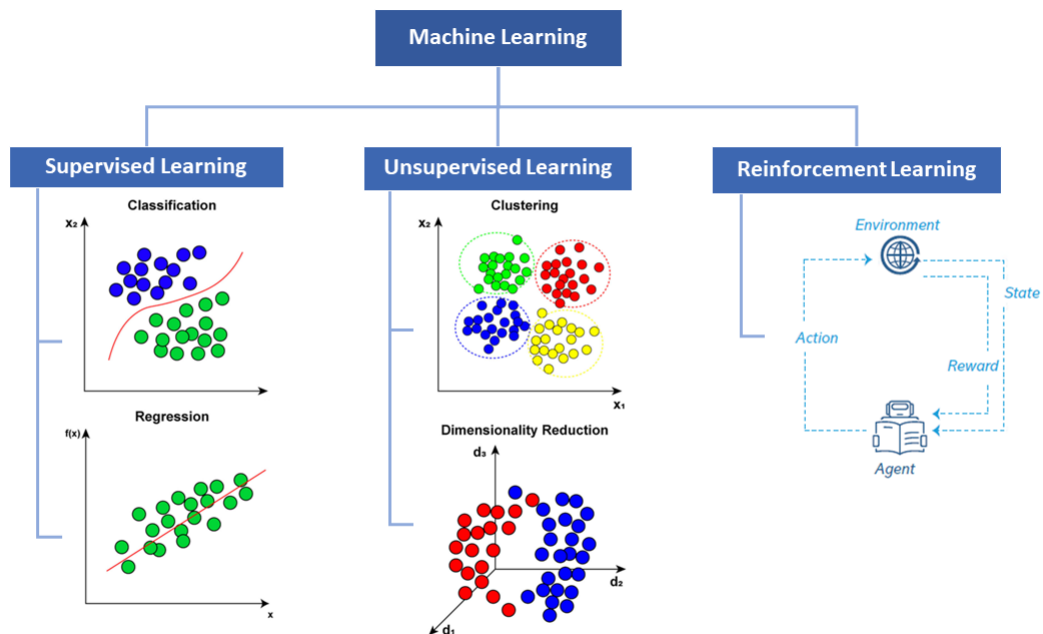 Machine Learning
Supervised Learning
Classification
x₂
Regression
f(x)
x
Unsupervised Learning
Clustering
x₂
x₁
Dimensionality Reduction
d₃
d₂
d₁
Reinforcement Learning
Environment
State
Action
Reward
Agent